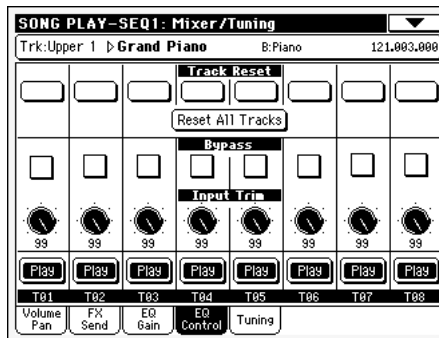 SONG PLAY-SEQ1: Mixer/Tuning
Trk:Upper 1 Grand Piano B:Piano 121.003.000
Track Reset
Reset All Tracks
Bypass
Input Trim
99 99 99 99 99 99 99 99
Play Play Play Play Play Play Play Play
T01 T02 T03 T04 T05 T06 T07 T08
Volume Pan FX Send EQ Gain EQ Control Tuning